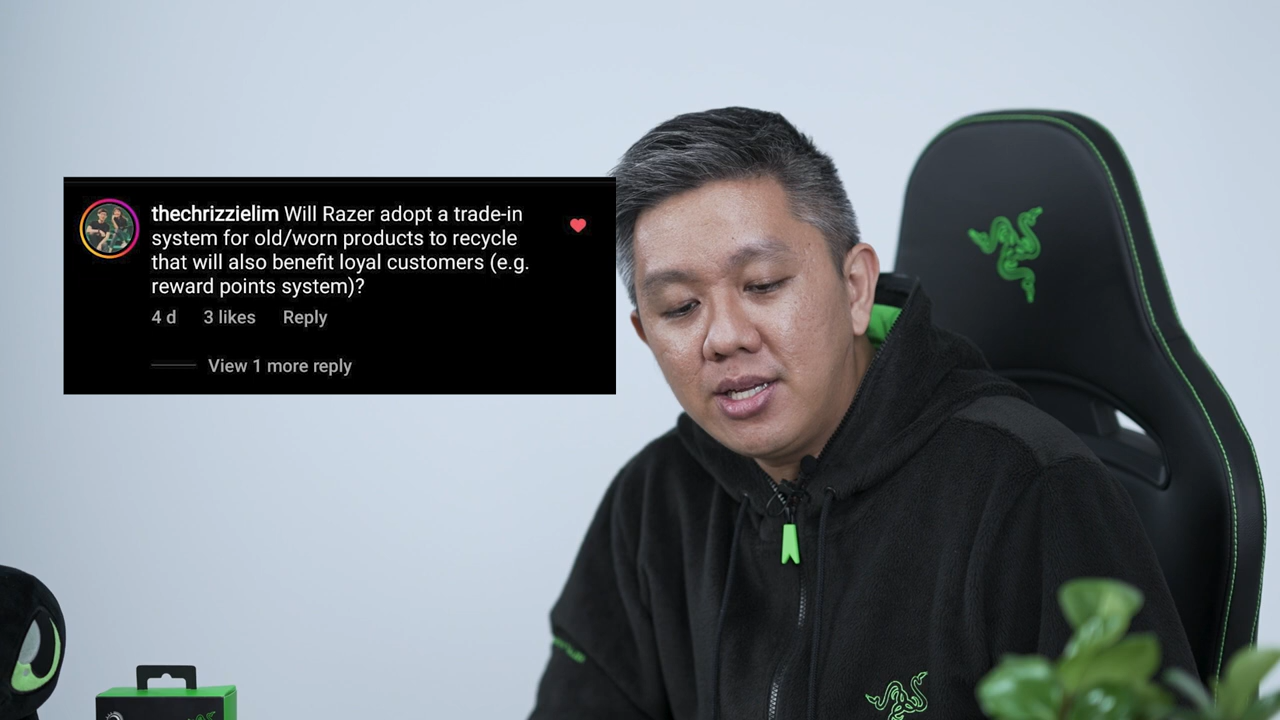 thechrizzielim Will Razer adopt a trade-in
system for old/worn products to recycle
that will also benefit loyal customers (e.g.
reward points system)?
4 d 3 likes Reply
View 1 more reply